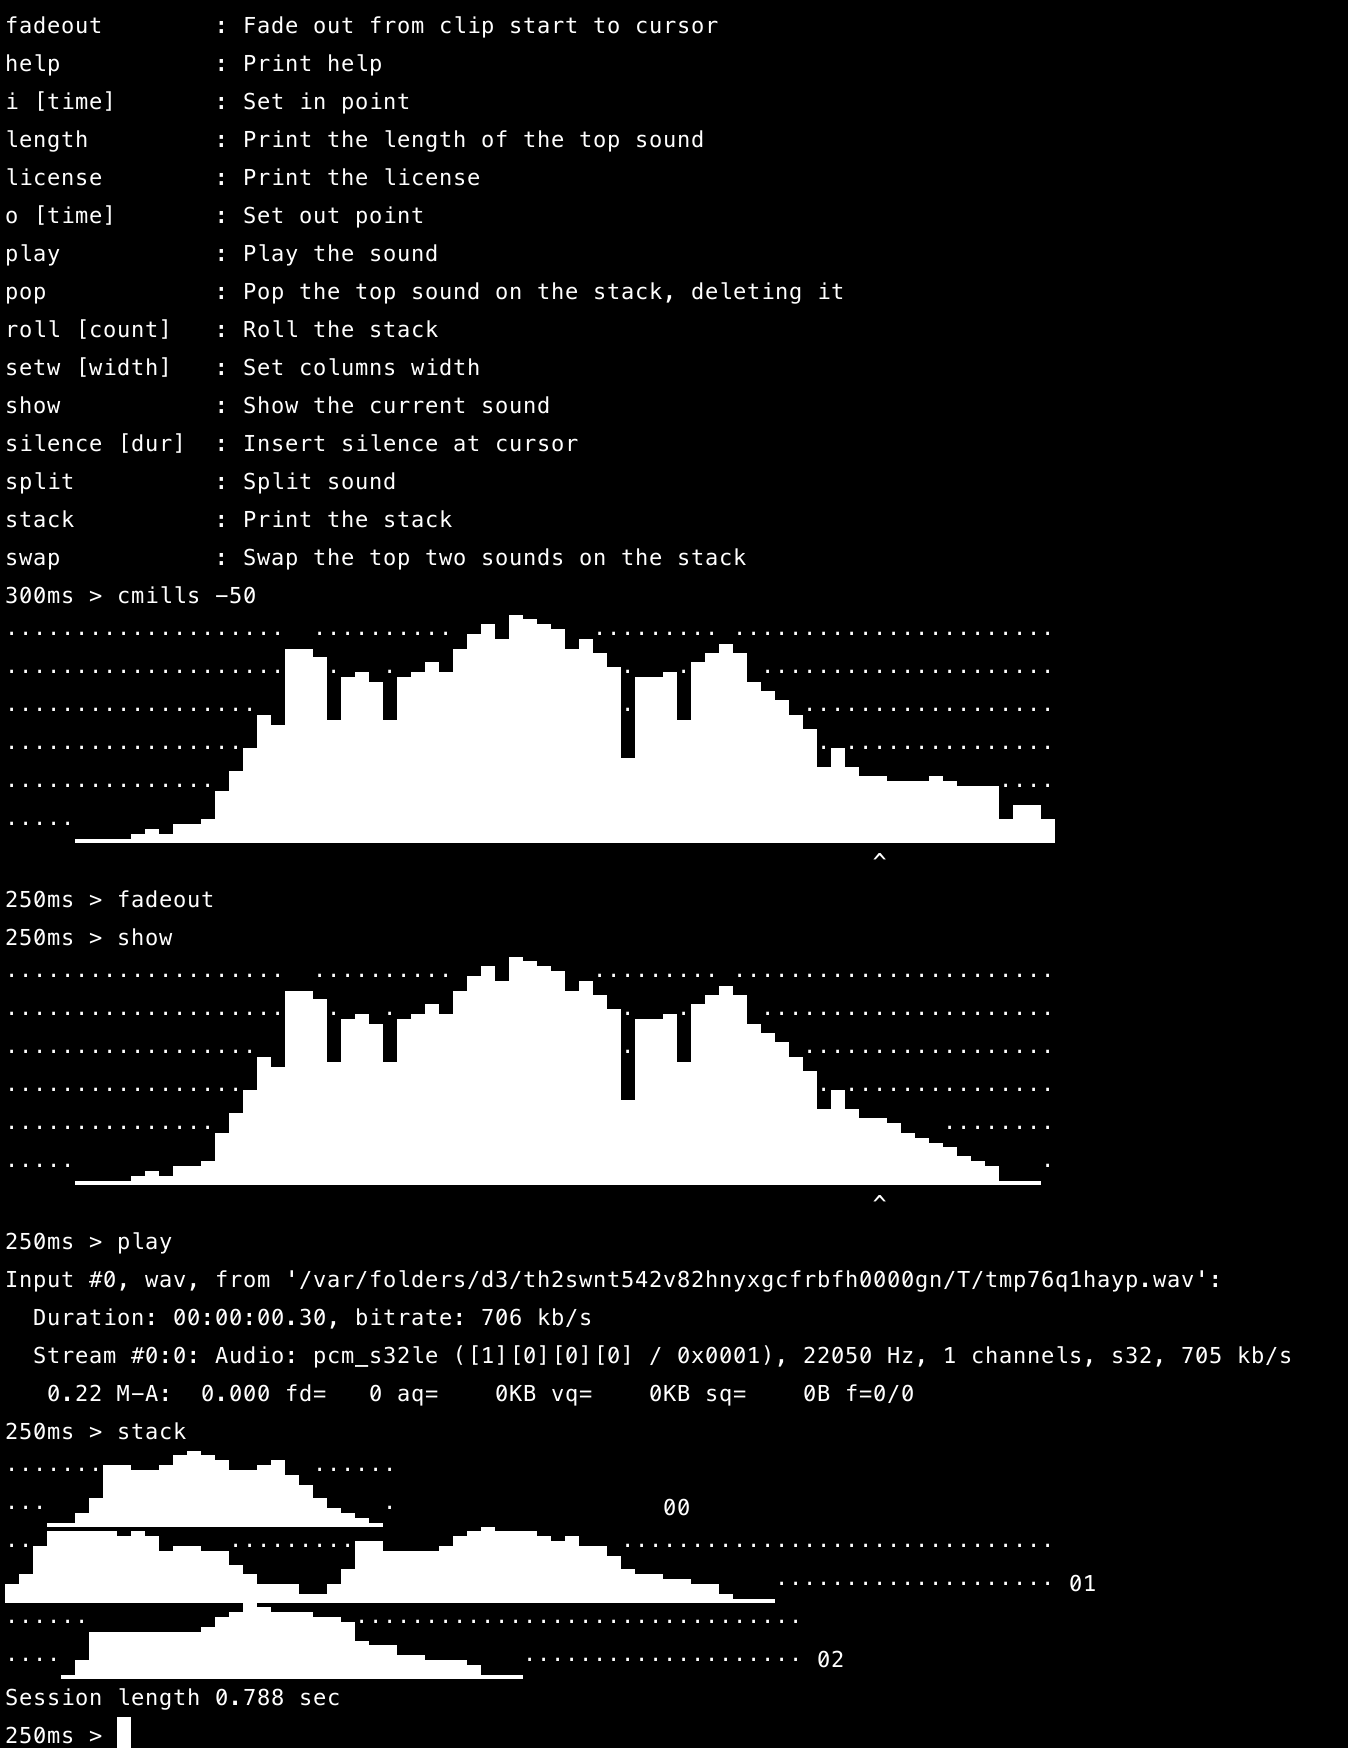 fadeout        : Fade out from clip start to cursor
help           : Print help
i [time]       : Set in point
length         : Print the length of the top sound
license        : Print the license
o [time]       : Set out point
play           : Play the sound
pop            : Pop the top sound on the stack, deleting it
roll [count]   : Roll the stack
setw [width]   : Set columns width
show           : Show the current sound
silence [dur]  : Insert silence at cursor
split          : Split sound
stack          : Print the stack
swap           : Swap the top two sounds on the stack
300ms > cmills -50
^
250ms > fadeout
250ms > show
^
250ms > play
Input #0, wav, from '/var/folders/d3/th2swnt542v82hnyxgcfrbfh0000gn/T/tmp76q1hayp.wav':
  Duration: 00:00:00.30, bitrate: 706 kb/s
  Stream #0:0: Audio: pcm_s32le ([1][0][0][0] / 0x0001), 22050 Hz, 1 channels, s32, 705 kb/s
   0.22 M-A:  0.000 fd=   0 aq=    0KB vq=    0KB sq=    0B f=0/0
250ms > stack
00
01
02
Session length 0.788 sec
250ms >